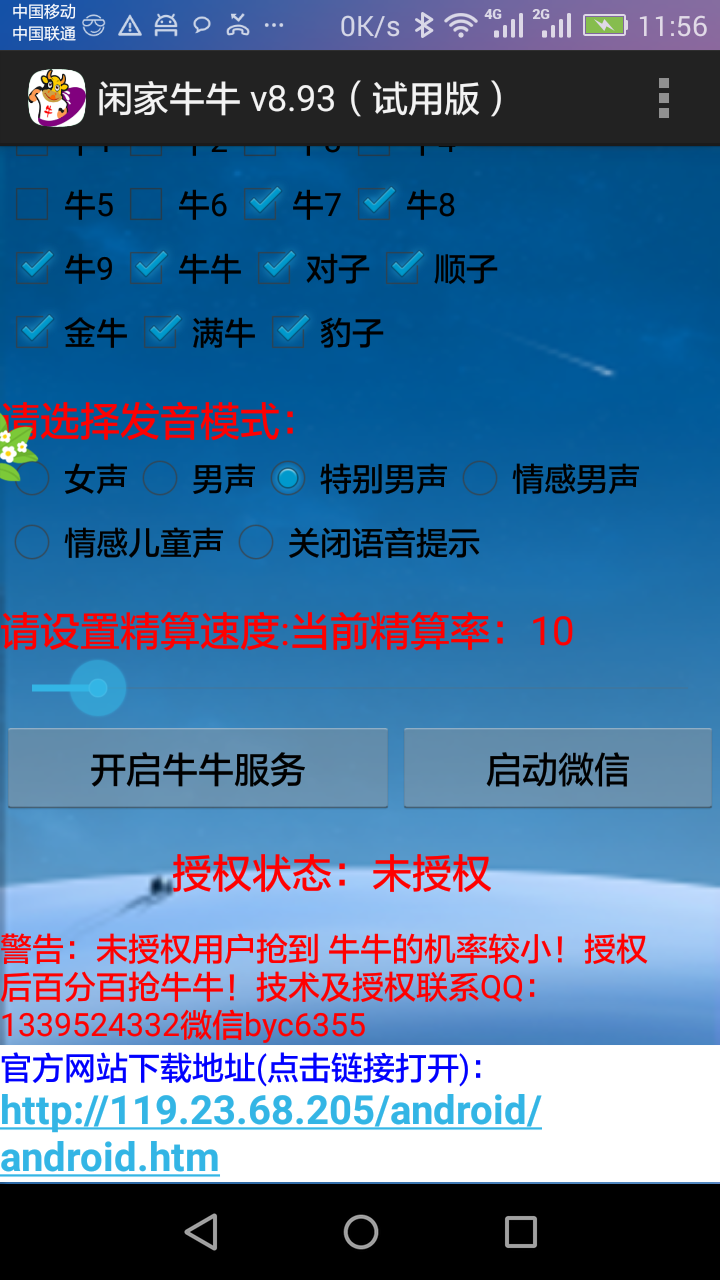 中国移动
中国联通
0K/s 4G 2G 11:56
闲家牛牛 v8.93（试用版）
牛5 牛6 牛7 牛8
牛9 牛牛 对子 顺子
金牛 满牛 豹子
请选择发音模式：
女声 男声 特别男声 情感男声
情感儿童声 关闭语音提示
请设置精算速度:当前精算率：10
开启牛牛服务 启动微信
授权状态：未授权
警告：未授权用户抢到 牛牛的机率较小！授权
后百分百抢牛牛！技术及授权联系QQ：
1339524332微信byc6355
官方网站下载地址(点击链接打开)：
http://119.23.68.205/android/
android.htm